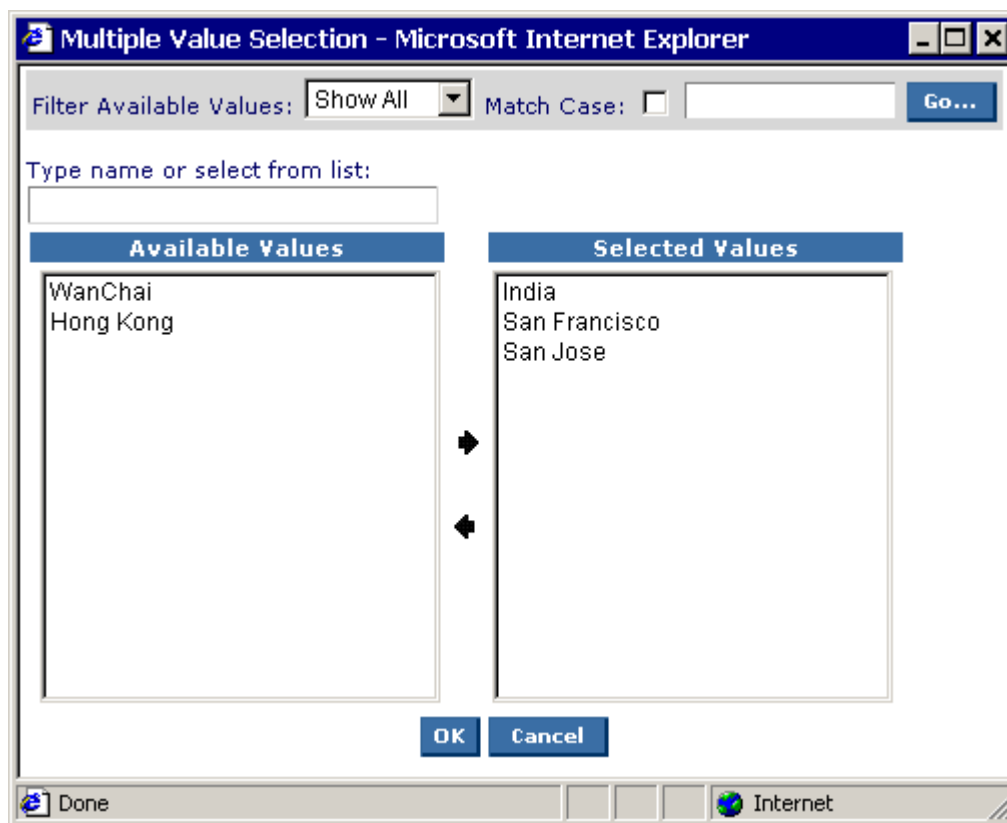 Multiple Value Selection - Microsoft Internet Explorer
Filter Available Values: Show All Match Case: Go...
Type name or select from list:
Available Values
WanChai
Hong Kong
Selected Values
India
San Francisco
San Jose
OK Cancel
Done Internet